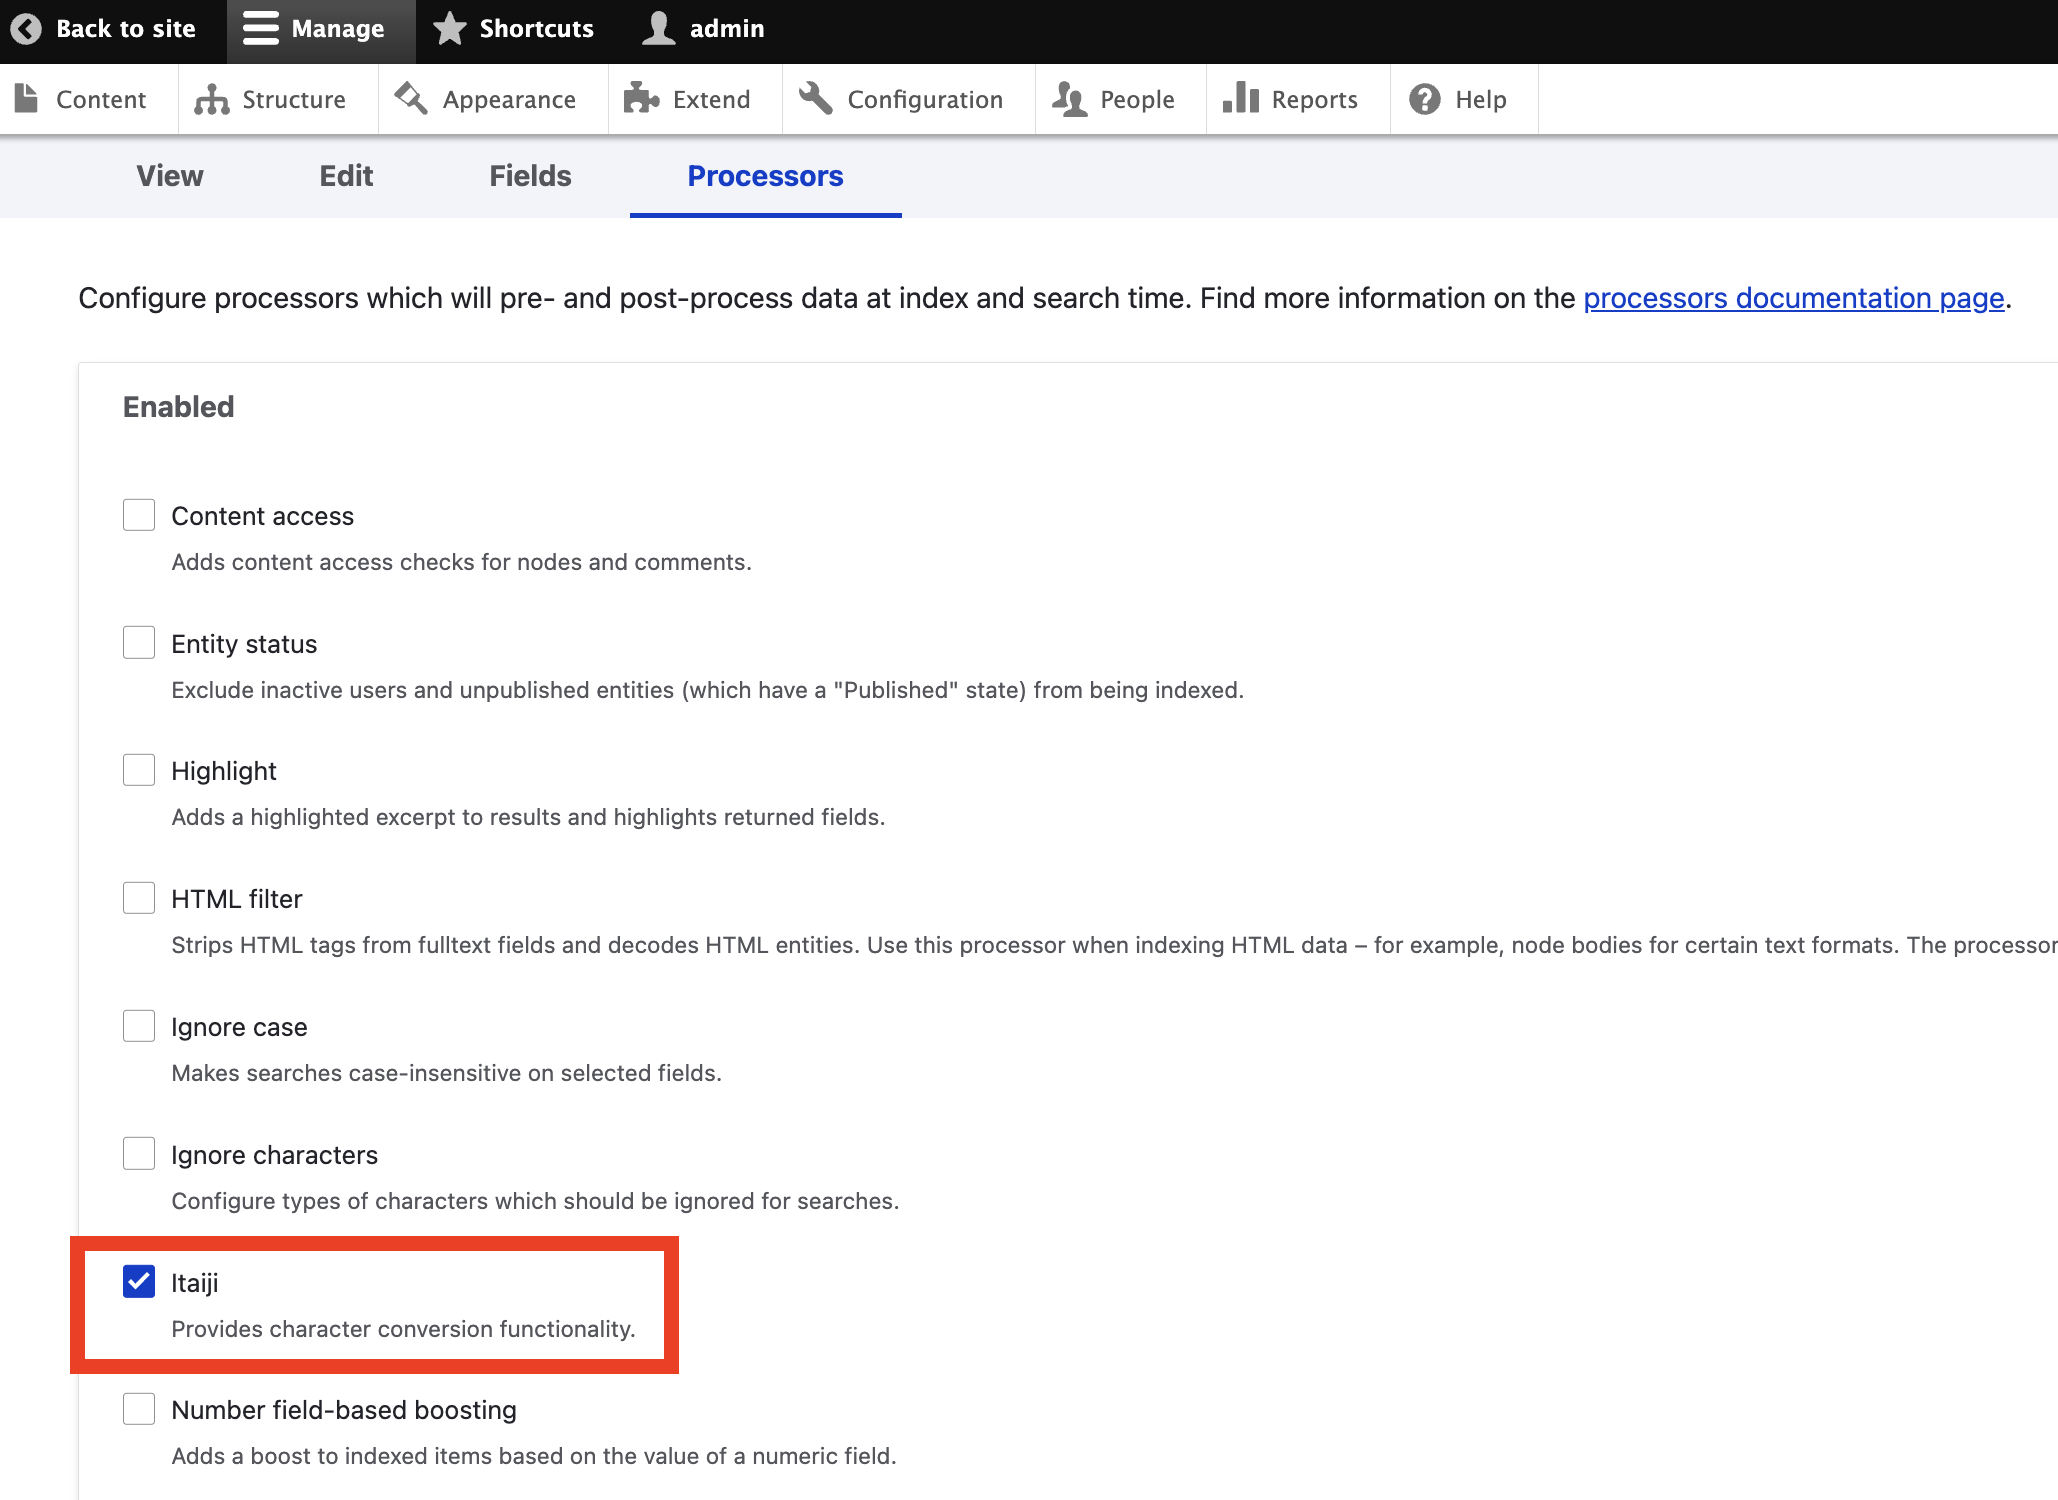 Back to site Manage Shortcuts admin
Content Structure Appearance Extend Configuration People Reports Help
View Edit Fields Processors
Configure processors which will pre- and post-process data at index and search time. Find more information on the processors documentation page.
Enabled
Content access
Adds content access checks for nodes and comments.
Entity status
Exclude inactive users and unpublished entities (which have a "Published" state) from being indexed.
Highlight
Adds a highlighted excerpt to results and highlights returned fields.
HTML filter
Strips HTML tags from fulltext fields and decodes HTML entities. Use this processor when indexing HTML data – for example, node bodies for certain text formats. The processor
Ignore case
Makes searches case-insensitive on selected fields.
Ignore characters
Configure types of characters which should be ignored for searches.
Itaiji
Provides character conversion functionality.
Number field-based boosting
Adds a boost to indexed items based on the value of a numeric field.